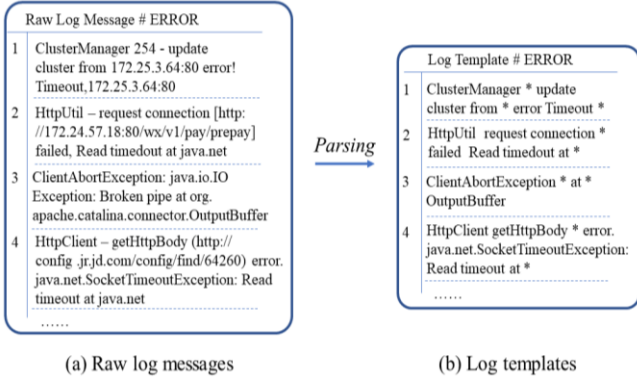 Raw Log Message # ERROR
1 ClusterManager 254 - update
cluster from 172.25.3.64:80 error!
Timeout,172.25.3.64:80
2 HttpUtil – request connection [http:
//172.24.57.18:80/wx/v1/pay/prepay]
failed, Read timedout at java.net
3 ClientAbortException: java.io.IO
Exception: Broken pipe at org.
apache.catalina.connector.OutputBuffer
4 HttpClient – getHttpBody (http://
config .jr.jd.com/config/find/64260) error.
java.net.SocketTimeoutException: Read
timeout at java.net
……
(a) Raw log messages
Parsing
Log Template # ERROR
1 ClusterManager * update
cluster from * error Timeout *
2 HttpUtil request connection *
failed Read timedout at *
3 ClientAbortException * at *
OutputBuffer
4 HttpClient getHttpBody * error.
java.net.SocketTimeoutException:
Read timeout at *
……
(b) Log templates